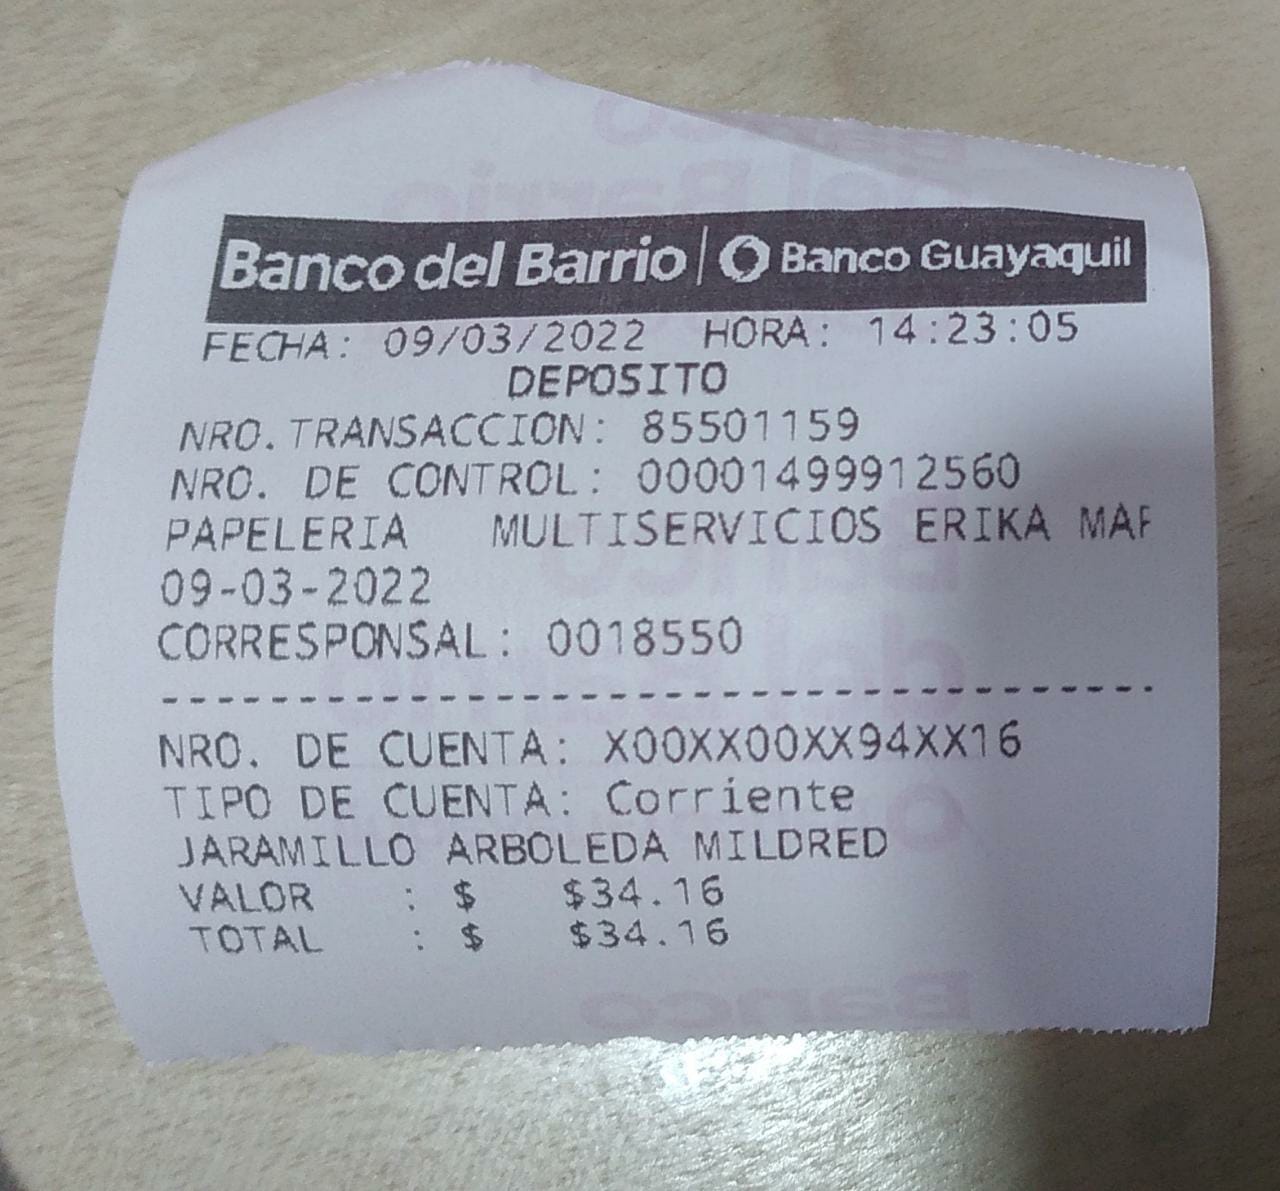 Banco del Barrio | Banco Guayaquil
FECHA: 09/03/2022 HORA: 14:23:05
DEPOSITO
NRO. TRANSACCION: 85501159
NRO. DE CONTROL: 00001499912560
PAPELERIA MULTISERVICIOS ERIKA MAR
09-03-2022
CORRESPONSAL: 0018550
------------------------------------
NRO. DE CUENTA: X00XX00XX94XX16
TIPO DE CUENTA: Corriente
JARAMILLO ARBOLEDA MILDRED
VALOR : $ $34.16
TOTAL : $ $34.16